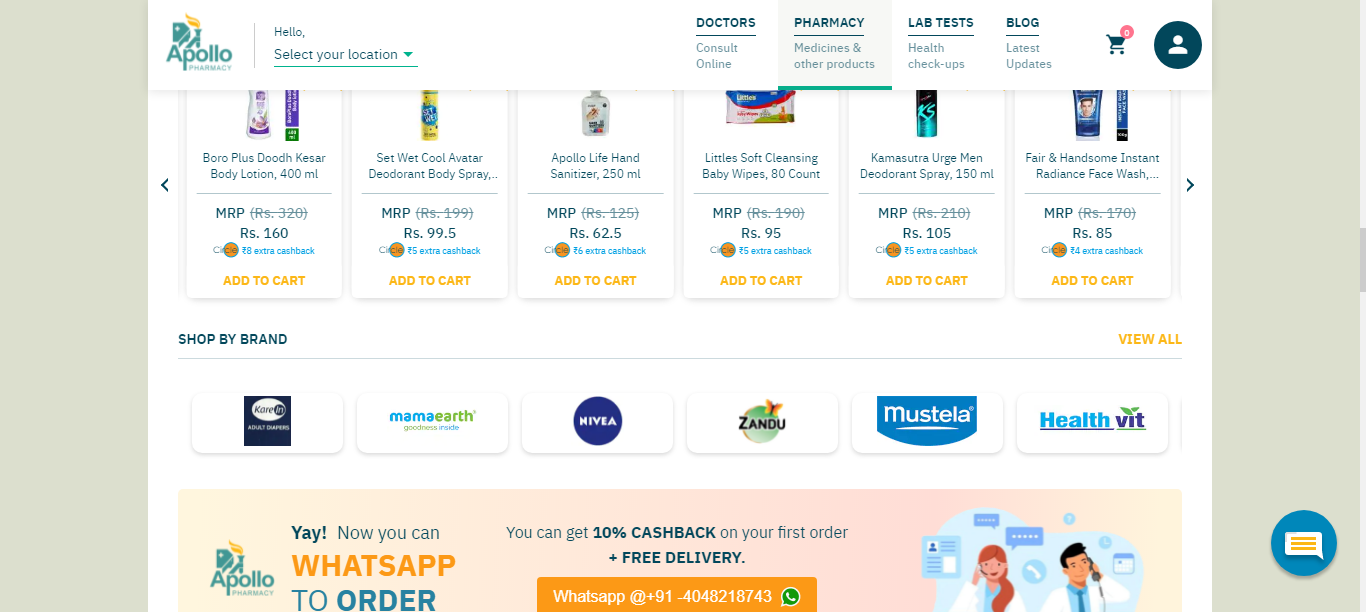 Apollo
PHARMACY
Hello,
Select your location
DOCTORS
Consult
Online
PHARMACY
Medicines &
other products
LAB TESTS
Health
check-ups
BLOG
Latest
Updates
0
400
ml
SET
WET
Little's
KS
Boro Plus Doodh Kesar
Body Lotion, 400 ml
MRP (Rs. 320)
Rs. 160
Circle ₹8 extra cashback
ADD TO CART
Set Wet Cool Avatar
Deodorant Body Spray,..
MRP (Rs. 199)
Rs. 99.5
Circle ₹5 extra cashback
ADD TO CART
Apollo Life Hand
Sanitizer, 250 ml
MRP (Rs. 125)
Rs. 62.5
Circle ₹6 extra cashback
ADD TO CART
Littles Soft Cleansing
Baby Wipes, 80 Count
MRP (Rs. 190)
Rs. 95
Circle ₹5 extra cashback
ADD TO CART
Kamasutra Urge Men
Deodorant Spray, 150 ml
MRP (Rs. 210)
Rs. 105
Circle ₹5 extra cashback
ADD TO CART
Fair & Handsome Instant
Radiance Face Wash,...
MRP (Rs. 170)
Rs. 85
Circle ₹4 extra cashback
ADD TO CART
SHOP BY BRAND
VIEW ALL
Kare In
ADULT DIAPERS
mamaearth
goodness inside
NIVEA
ZANDU
Mustela
Health vit
Apollo
PHARMACY
Yay! Now you can
WHATSAPP
TO ORDER
You can get 10% CASHBACK on your first order
+ FREE DELIVERY.
Whatsapp @+91 -4048218743